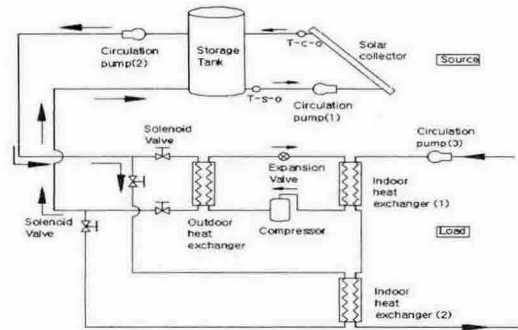 Circulation
pump(2)
Storage
Tank
T-c-o
Solar
collector
Source
T-s-o
Circulation
pump(1)
Solenoid
Valve
Circulation
pump(3)
Expansion
Valve
Indoor
heat
exchanger(1)
Solenoid
Valve
Outdoor
heat
exchanger
Compressor
Load
Indoor
heat
exchanger(2)